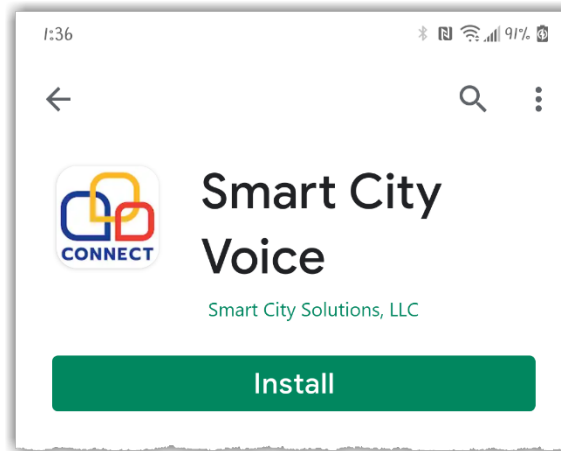 1:36 91%
CONNECT
Smart City
Voice
Smart City Solutions, LLC
Install